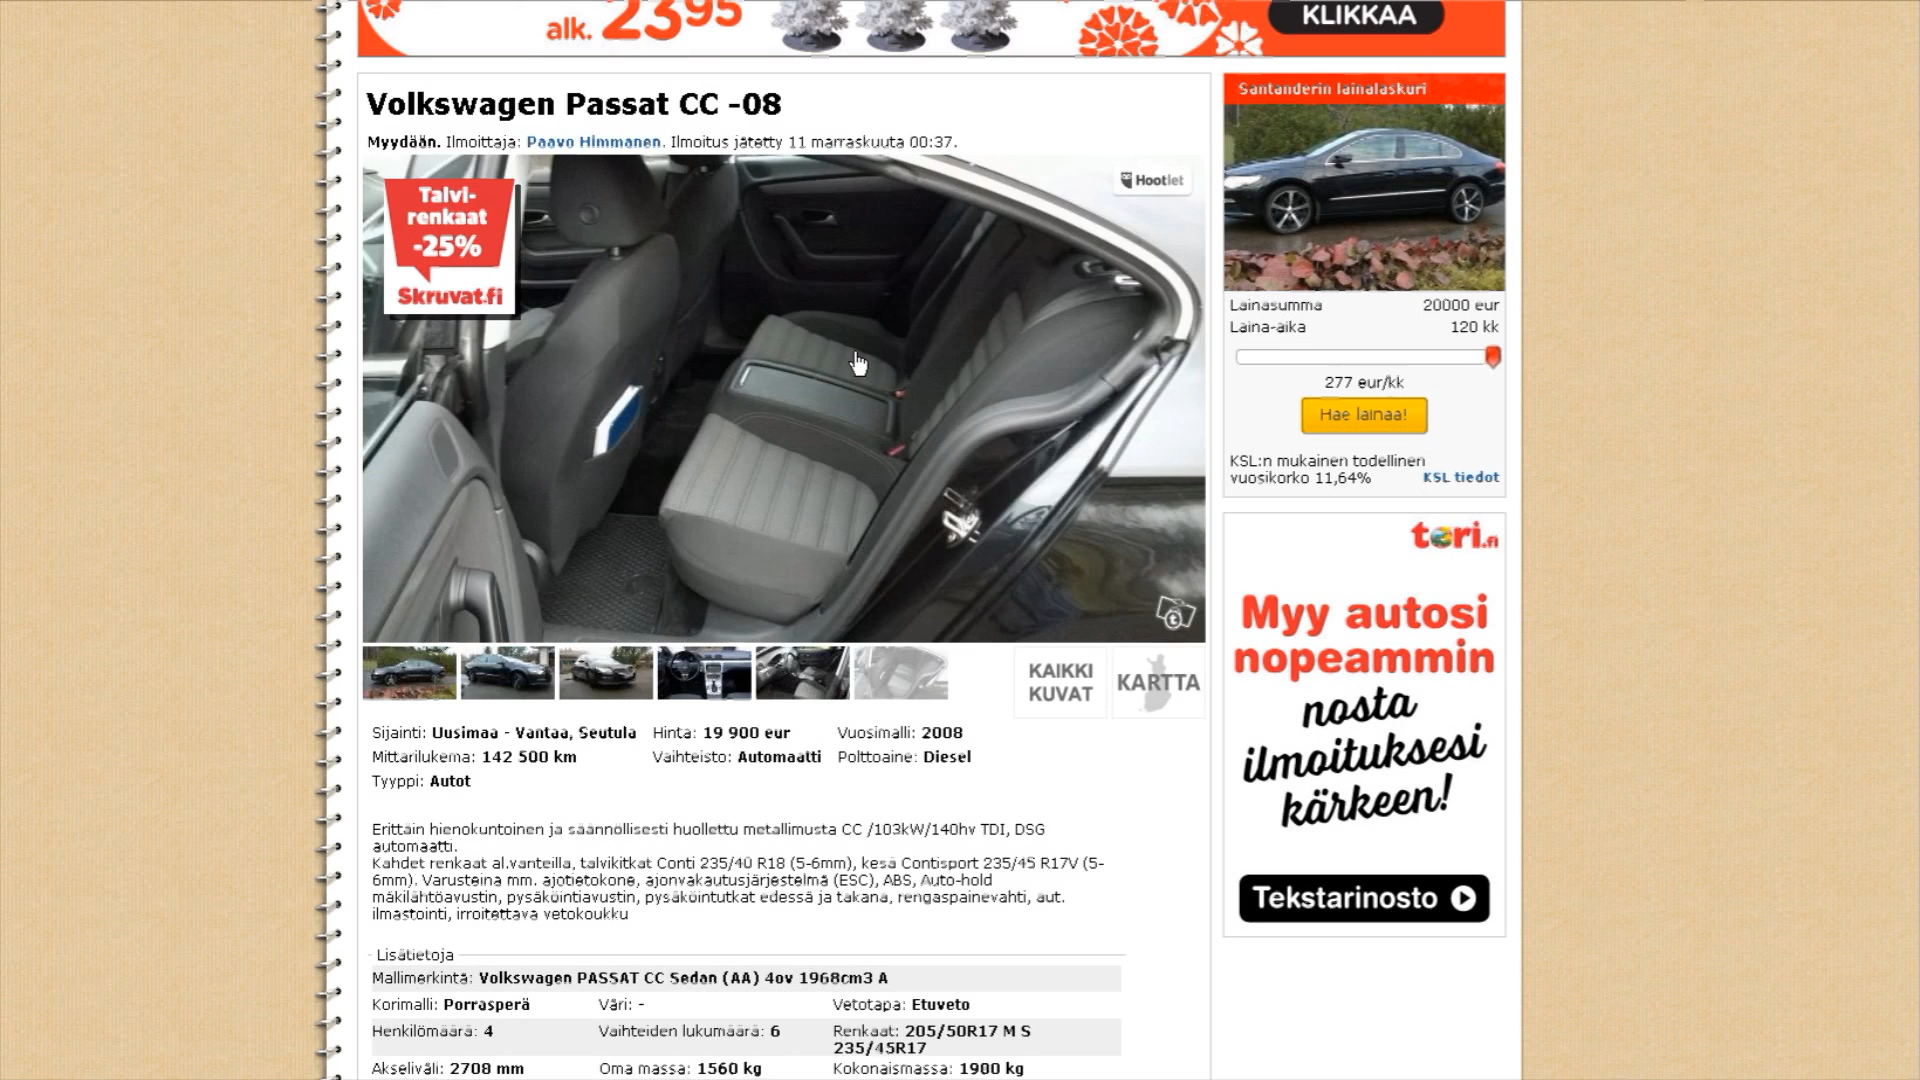 alk. 23 95
KLIKKAA
Volkswagen Passat CC -08
Myydään. Ilmoittaja: Paavo Himmanen. Ilmoitus jätetty 11 marraskuuta 00:37.
Talvi-
renkaat
-25%
Skruvat.fi
Hootlet
KAIKKI
KUVAT
KARTTA
Sijainti: Uusimaa - Vantaa, Seutula Hinta: 19 900 eur Vuosimalli: 2008
Mittarilukema: 142 500 km Vaihteisto: Automaatti Polttoaine: Diesel
Tyyppi: Autot
Erittäin hienokuntoinen ja säännöllisesti huollettu metallimusta CC /103kW/140hv TDI, DSG
automaatti.
Kahdet renkaat al.vanteilla, talvikitkat Conti 235/40 R18 (5-6mm), kesä Contisport 235/45 R17V (5-
6mm). Varusteina mm. ajotietokone, ajonvakautusjärjestelmä (ESC), ABS, Auto-hold
mäkilähtöavustin, pysäköintiavustin, pysäköintutkat edessä ja takana, rengaspainevahti, aut.
ilmastointi, irroitettava vetokoukku
Lisätietoja
Mallimerkintä: Volkswagen PASSAT CC Sedan (AA) 4ov 1968cm3 A
Korimalli: Porrasperä Väri: - Vetotapa: Etuveto
Henkilömäärä: 4 Vaihteiden lukumäärä: 6 Renkaat: 205/50R17 M S
235/45R17
Akseliväli: 2708 mm Oma massa: 1560 kg Kokonaismassa: 1980 kg
Santanderin lainalaskuri
Lainasumma 20000 eur
Laina-aika 120 kk
277 eur/kk
Hae lainaa!
KSL:n mukainen todellinen
vuosikorko 11,64% KSL tiedot
tori.fi
Myy autosi
nopeammin
nosta
ilmoituksesi
kärkeen!
Tekstarinosto